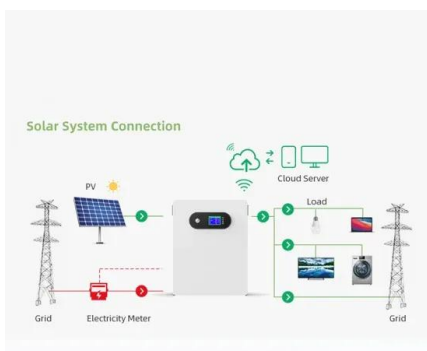 Solar System Connection
Cloud Server
PV
Load
Grid
Electricity Meter
Grid